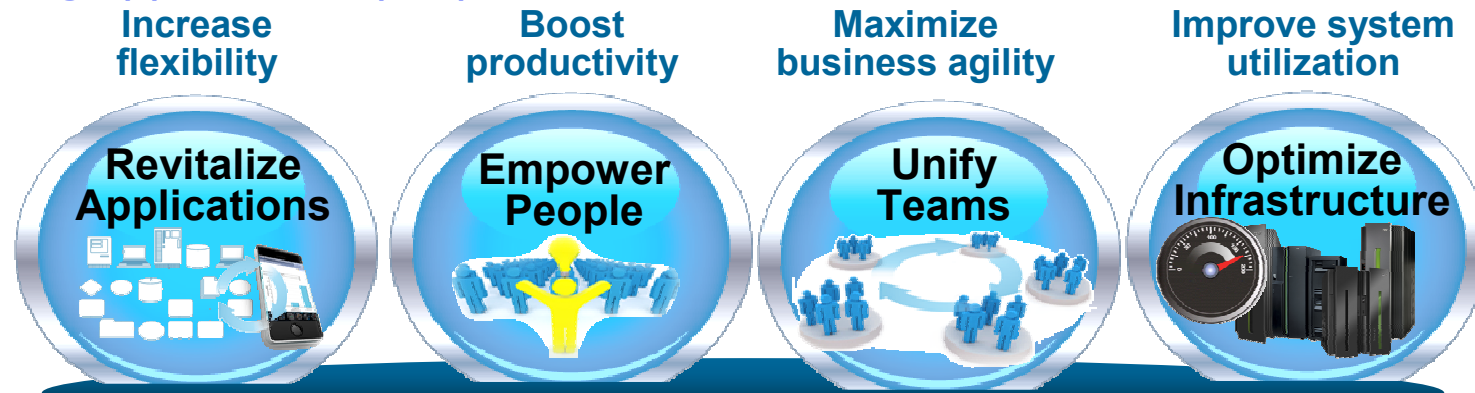 Increase
flexibility
Boost
productivity
Maximize
business agility
Improve system
utilization
Revitalize
Applications
Empower
People
Unify
Teams
Optimize
Infrastructure